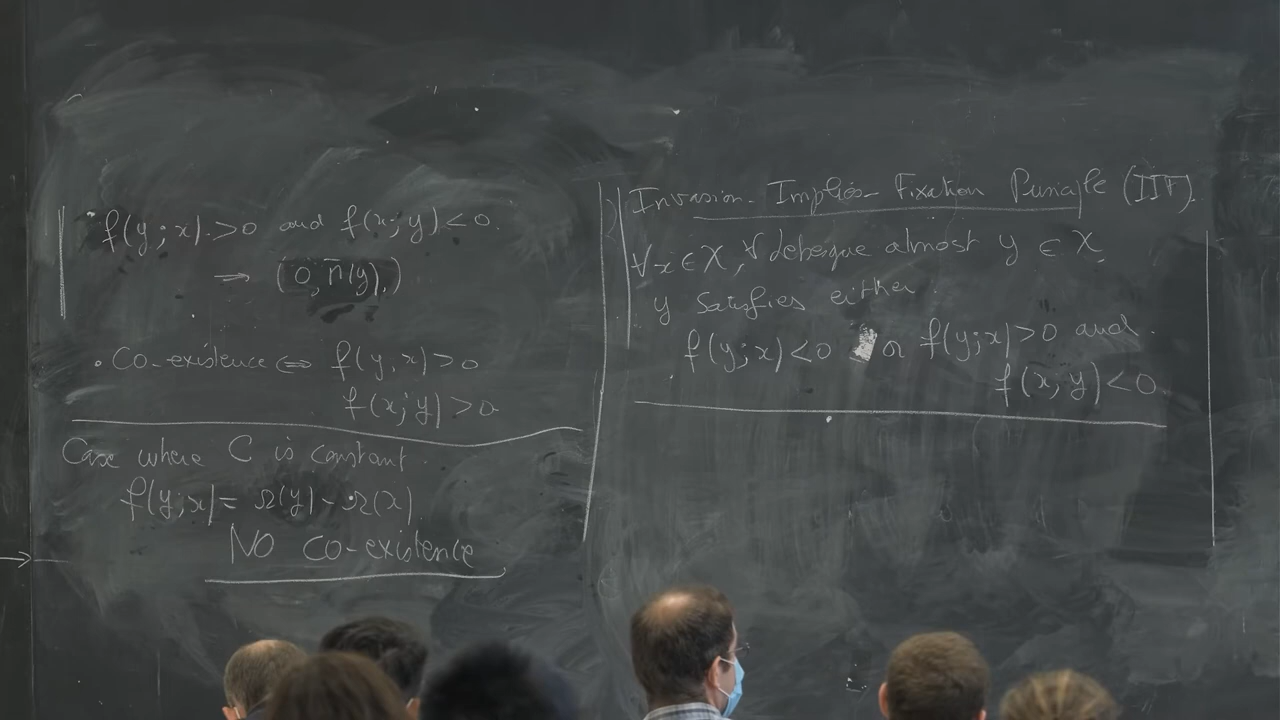 f(y;x)>0 and f(x;y)<0.
⇒ (0, n̄(y),)
• Co-existence ⇔ f(y,x)>0
f(x;y)>0
Case where C is constant.
f(y;x)= r(y) - r(x)
NO co-existence
Invasion-Implies-Fixation Principle (IIF).
∀x∈X, ∀ debesgue almost y ∈ X,
y satisfies either
f(y;x)<0 or f(y;x)>0 and
f(x;y)<0.